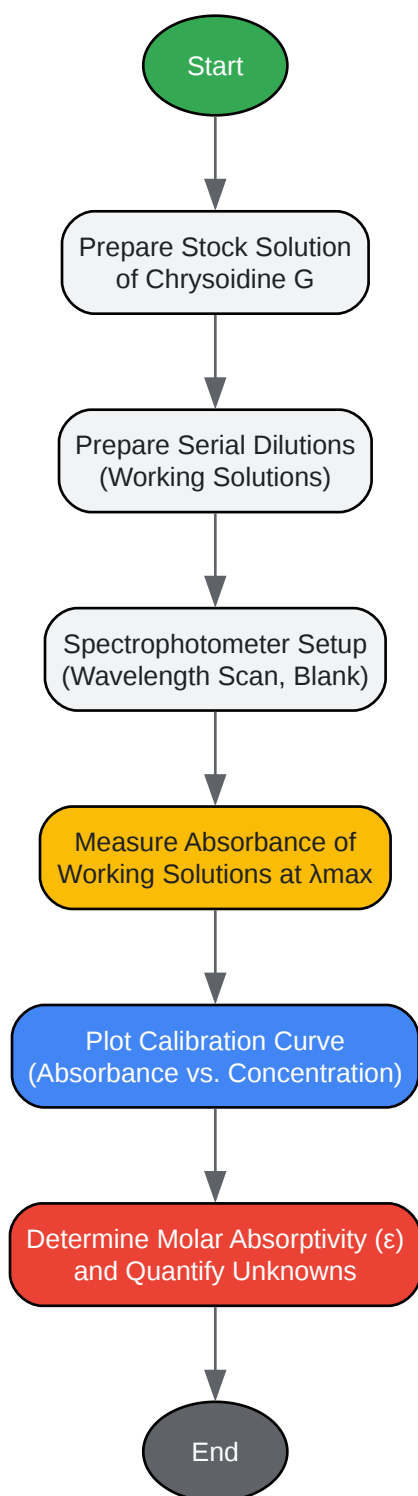 Start
Prepare Stock Solution
of Chrysoidine G
Prepare Serial Dilutions
(Working Solutions)
Spectrophotometer Setup
(Wavelength Scan, Blank)
Measure Absorbance of
Working Solutions at λmax
Plot Calibration Curve
(Absorbance vs. Concentration)
Determine Molar Absorptivity (ε)
and Quantify Unknowns
End